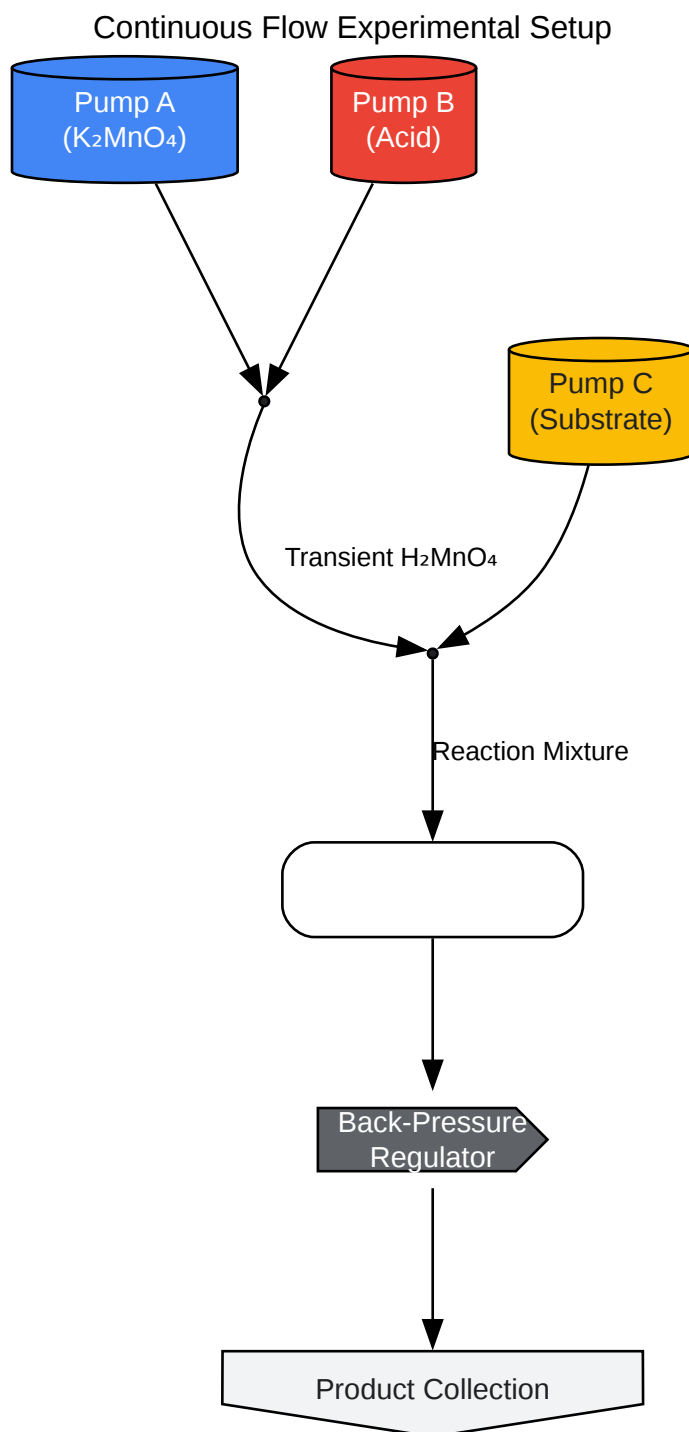 Continuous Flow Experimental Setup
Pump A
(K₂MnO₄)
Pump B
(Acid)
Pump C
(Substrate)
Transient H₂MnO₄
Reaction Mixture
Back-Pressure
Regulator
Product Collection